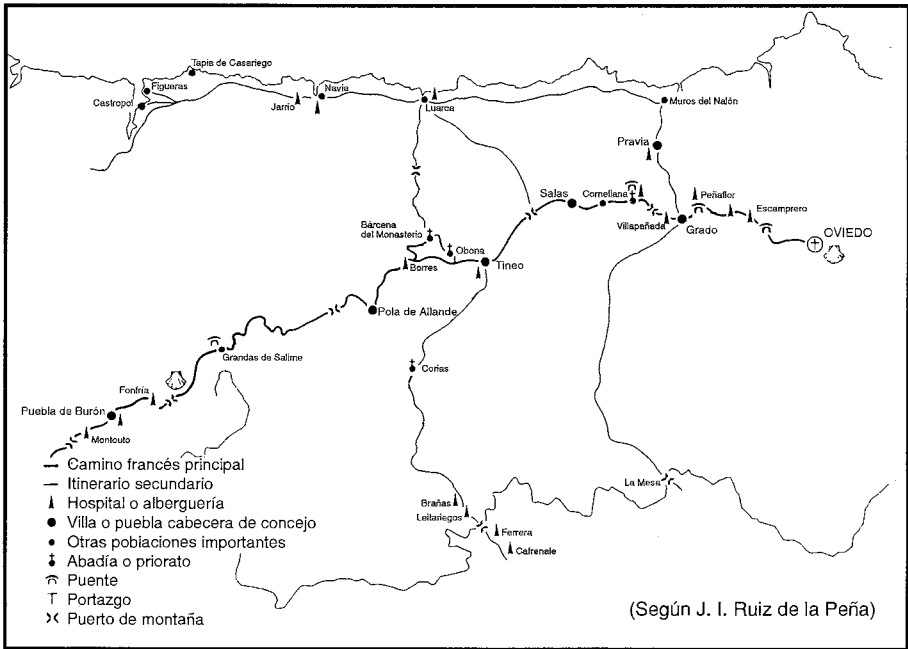 Tapia de Casariego
Figueras
Castropol
Navia
Jarrio
Luarca
Muros del Nalón
Pravia
Salas
Cornellana
Peñaflor
Escamprero
Villapañada
Grado
OVIEDO
Bárcena
del Monasterio
Obona
Borres
Tineo
Pola de Allande
Grandas de Salime
Corias
Fonfría
Puebla de Burón
Montouto
La Mesa
Brañas
Leitariegos
Ferrera
Cafrenale
Camino francés principal
Itinerario secundario
Hospital o alberguería
Villa o puebla cabecera de concejo
Otras poblaciones importantes
Abadía o priorato
Puente
Portazgo
Puerto de montaña
(Según J. I. Ruiz de la Peña)